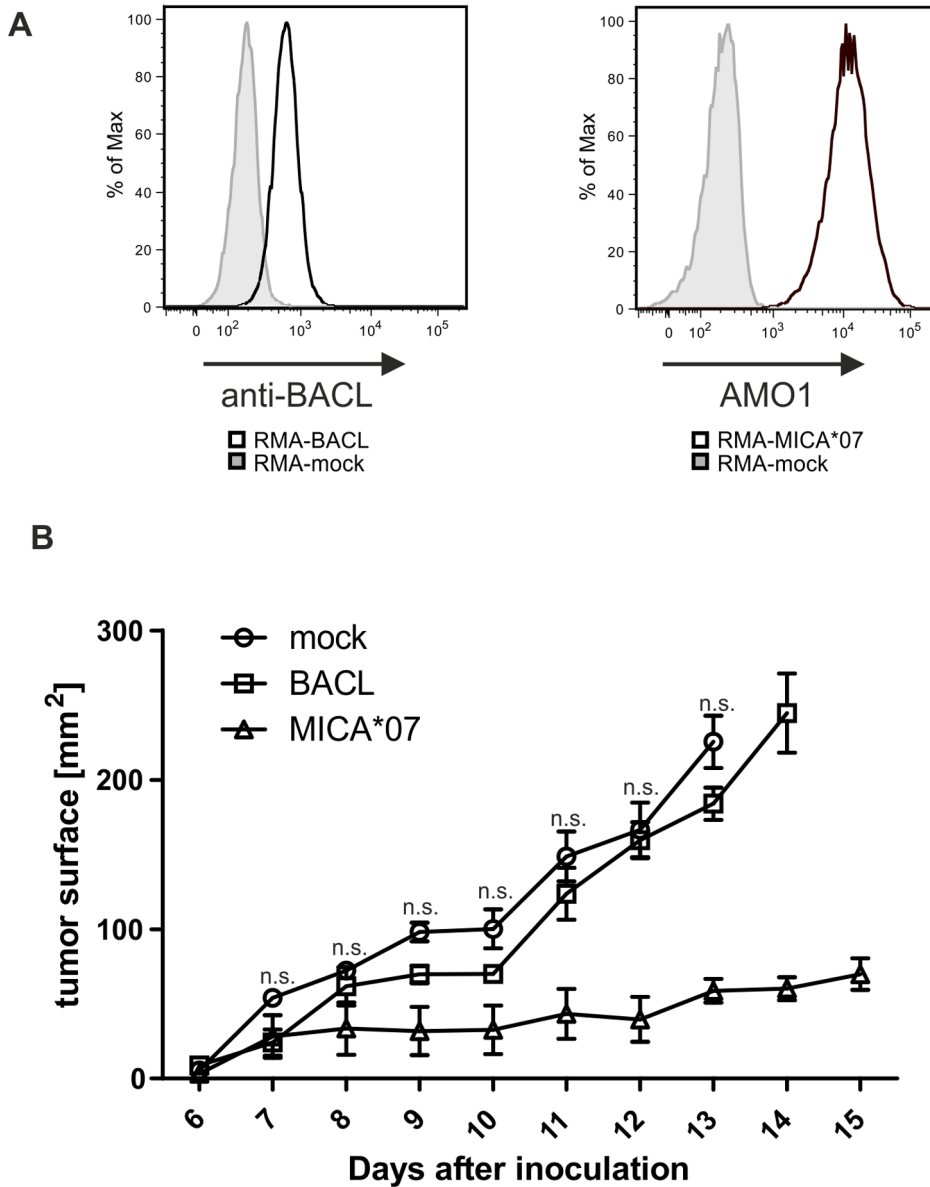 A
% of Max
100
80
60
40
20
0
0 10^2 10^3 10^4 10^5
anti-BACL
RMA-BACL
RMA-mock
% of Max
100
80
60
40
20
0
0 10^2 10^3 10^4 10^5
AMO1
RMA-MICA*07
RMA-mock
B
mock
BACL
MICA*07
tumor surface [mm^2]
300
200
100
0
n.s.
n.s.
n.s.
n.s.
n.s.
n.s.
n.s.
6 7 8 9 10 11 12 13 14 15
Days after inoculation